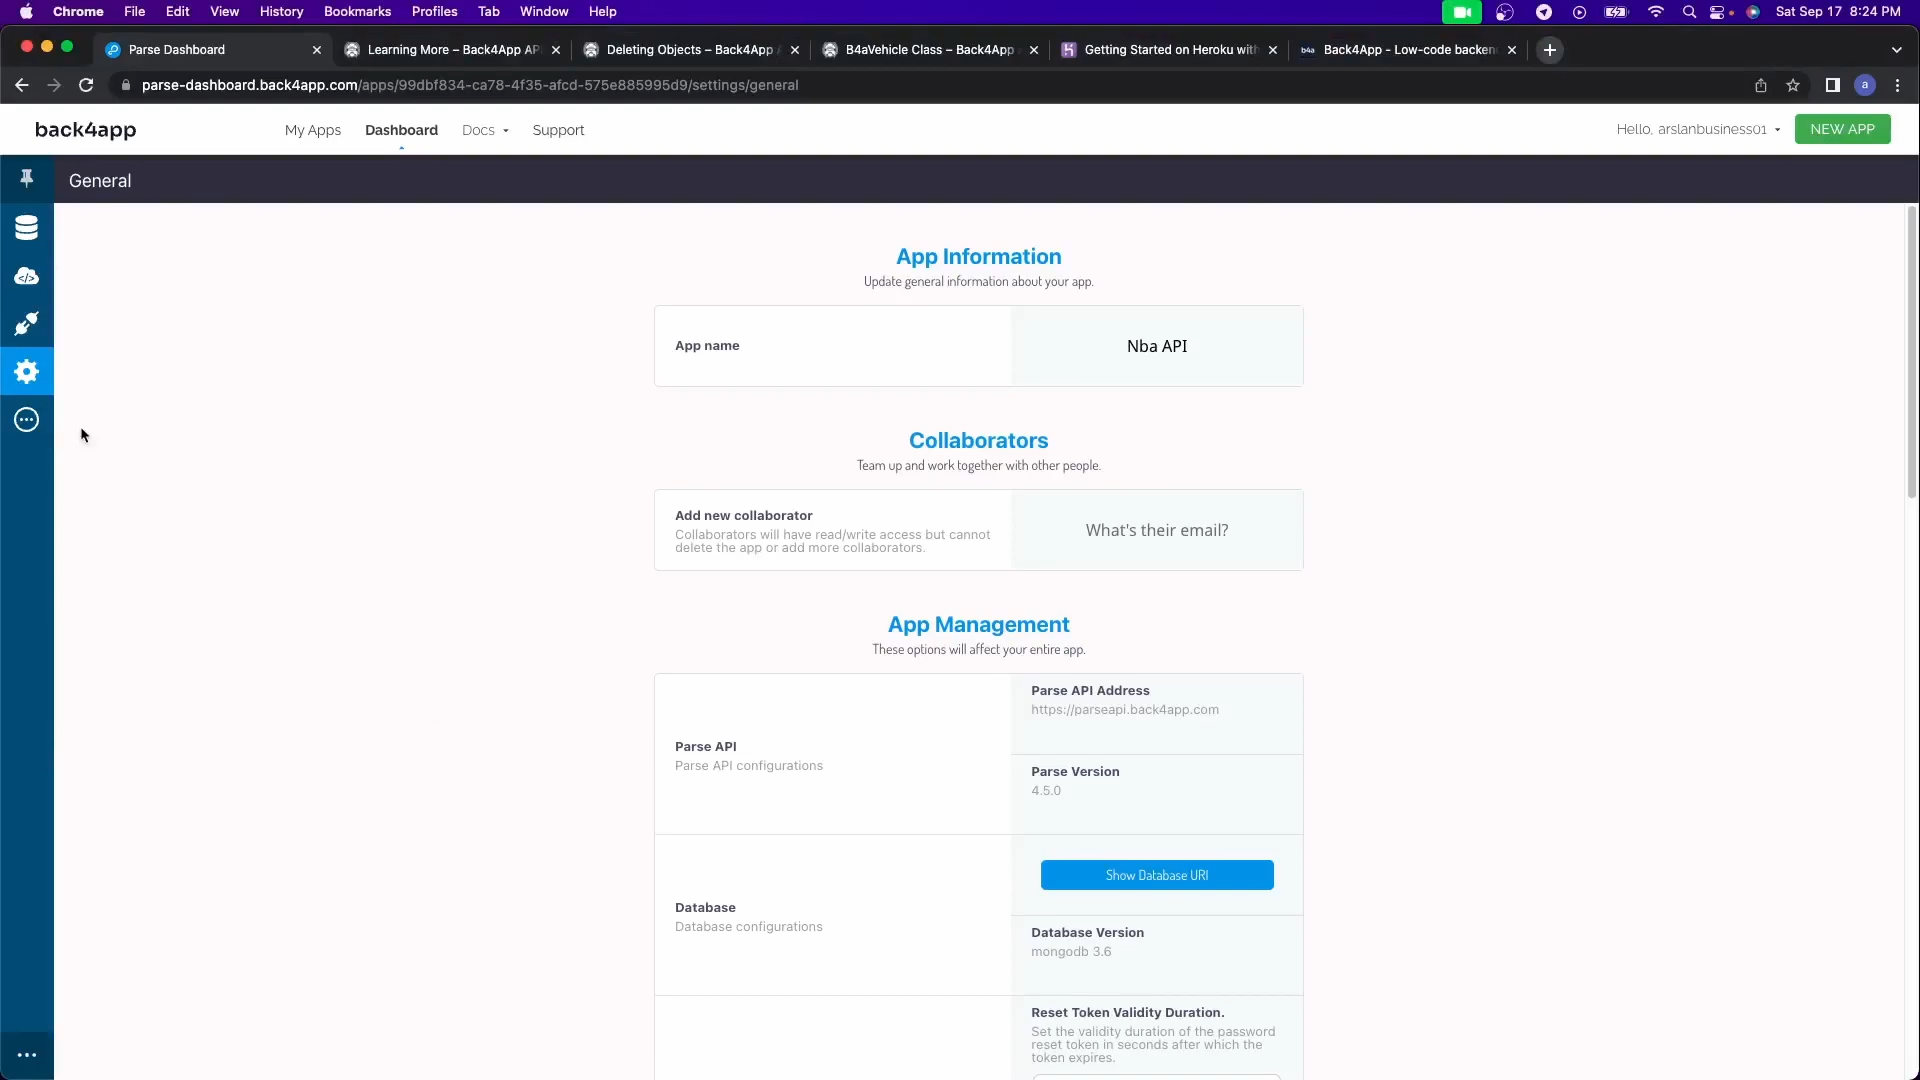 Chrome File Edit View History Bookmarks Profiles Tab Window Help Sat Sep 17 8:24 PM
Parse Dashboard
Learning More – Back4App API
Deleting Objects – Back4App
B4aVehicle Class – Back4App
Getting Started on Heroku with
b4a Back4App - Low-code backen
parse-dashboard.back4app.com/apps/99dbf834-ca78-4f35-afcd-575e885995d9/settings/general
a
back4app
My Apps Dashboard Docs Support
Hello, arslanbusiness01 NEW APP
General
App Information
Update general information about your app.
App name
Nba API
Collaborators
Team up and work together with other people.
Add new collaborator
Collaborators will have read/write access but cannot
delete the app or add more collaborators.
What's their email?
App Management
These options will affect your entire app.
Parse API
Parse API configurations
Parse API Address
https://parseapi.back4app.com
Parse Version
4.5.0
Database
Database configurations
Show Database URI
Database Version
mongodb 3.6
Reset Token Validity Duration.
Set the validity duration of the password
reset token in seconds after which the
token expires.